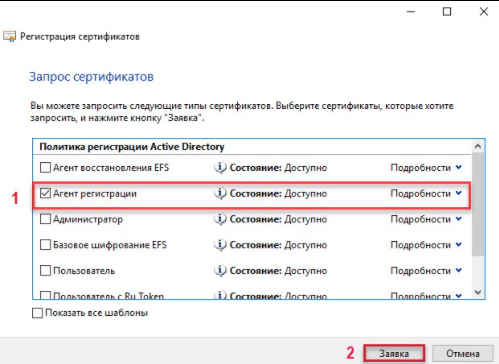 Регистрация сертификатов
Запрос сертификатов
Вы можете запросить следующие типы сертификатов. Выберите сертификаты, которые хотите
запросить, и нажмите кнопку "Заявка".
Политика регистрации Active Directory
Агент восстановления EFS Состояние: Доступно Подробности
1 Агент регистрации Состояние: Доступно Подробности
Администратор Состояние: Доступно Подробности
Базовое шифрование EFS Состояние: Доступно Подробности
Пользователь Состояние: Доступно Подробности
Пользователь с Ru Token Состояние: Доступно Подробности
Показать все шаблоны
2 Заявка Отмена